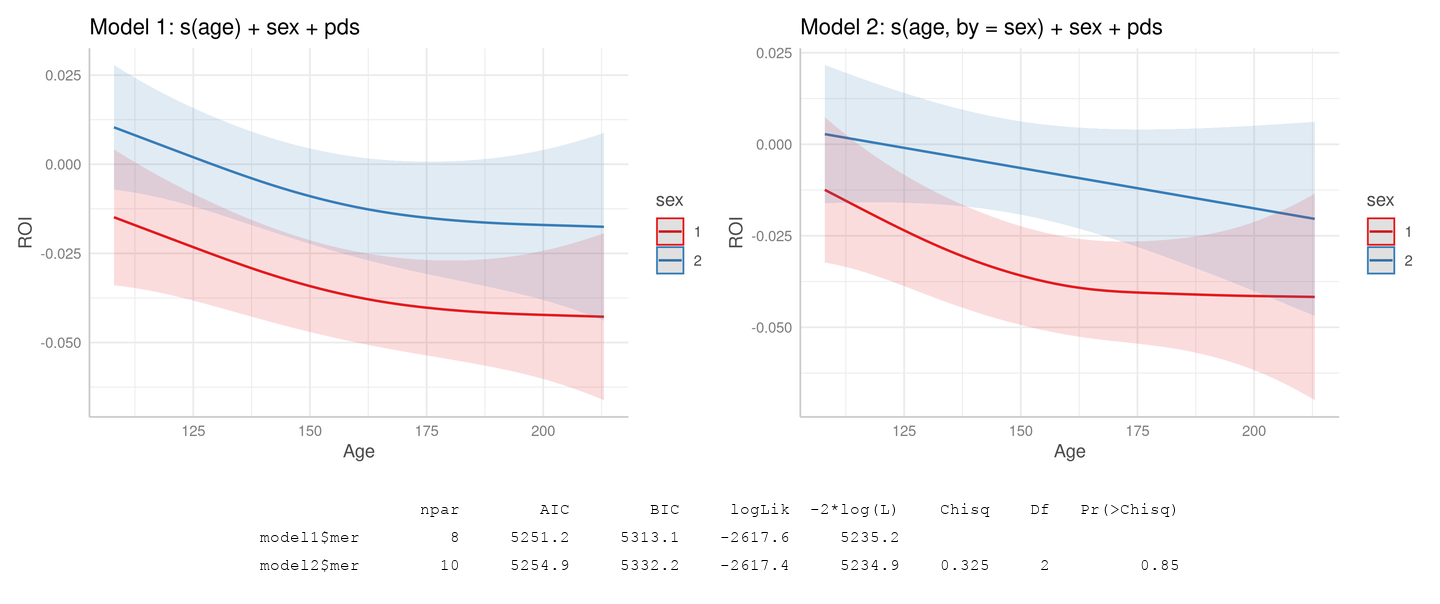 Model 1: s(age) + sex + pds
0.025
0.000
-0.025
-0.050
ROI
125 150 175 200
Age
sex
1
2
Model 2: s(age, by = sex) + sex + pds
0.025
0.000
-0.025
-0.050
ROI
125 150 175 200
Age
sex
1
2
npar AIC BIC logLik -2*log(L) Chisq Df Pr(>Chisq)
model1$mer 8 5251.2 5313.1 -2617.6 5235.2
model2$mer 10 5254.9 5332.2 -2617.4 5234.9 0.325 2 0.85